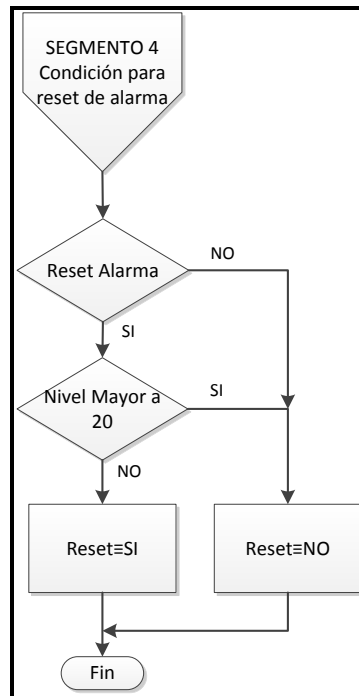 SEGMENTO 4
Condición para
reset de alarma
Reset Alarma
NO
SI
Nivel Mayor a
20
SI
NO
Reset≡SI
Reset≡NO
Fin